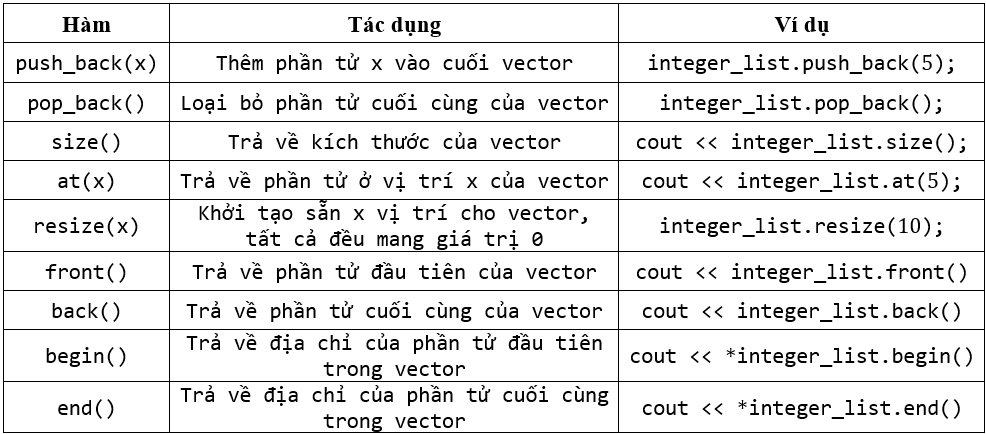 Hàm Tác dụng Ví dụ
push_back(x) Thêm phần tử x vào cuối vector integer_list.push_back(5);
pop_back() Loại bỏ phần tử cuối cùng của vector integer_list.pop_back();
size() Trả về kích thước của vector cout << integer_list.size();
at(x) Trả về phần tử ở vị trí x của vector cout << integer_list.at(5);
resize(x) Khởi tạo sẵn x vị trí cho vector,
tất cả đều mang giá trị 0 integer_list.resize(10);
front() Trả về phần tử đầu tiên của vector cout << integer_list.front()
back() Trả về phần tử cuối cùng của vector cout << integer_list.back()
begin() Trả về địa chỉ của phần tử đầu tiên
trong vector cout << *integer_list.begin()
end() Trả về địa chỉ của phần tử cuối cùng
trong vector cout << *integer_list.end()